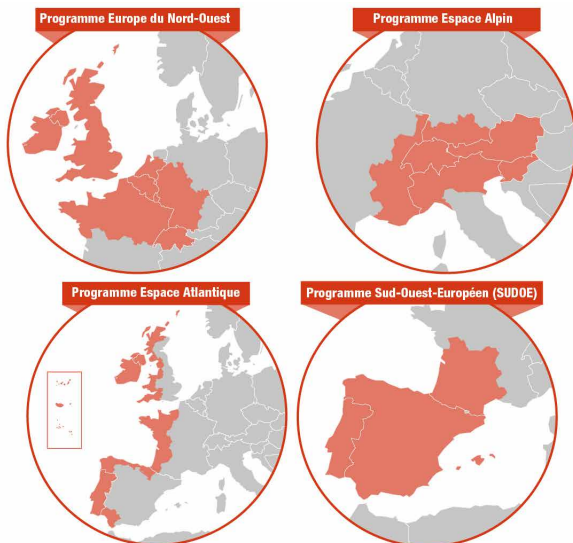 Programme Europe du Nord-Ouest
Programme Espace Alpin
Programme Espace Atlantique
Programme Sud-Ouest-Européen (SUDOE)